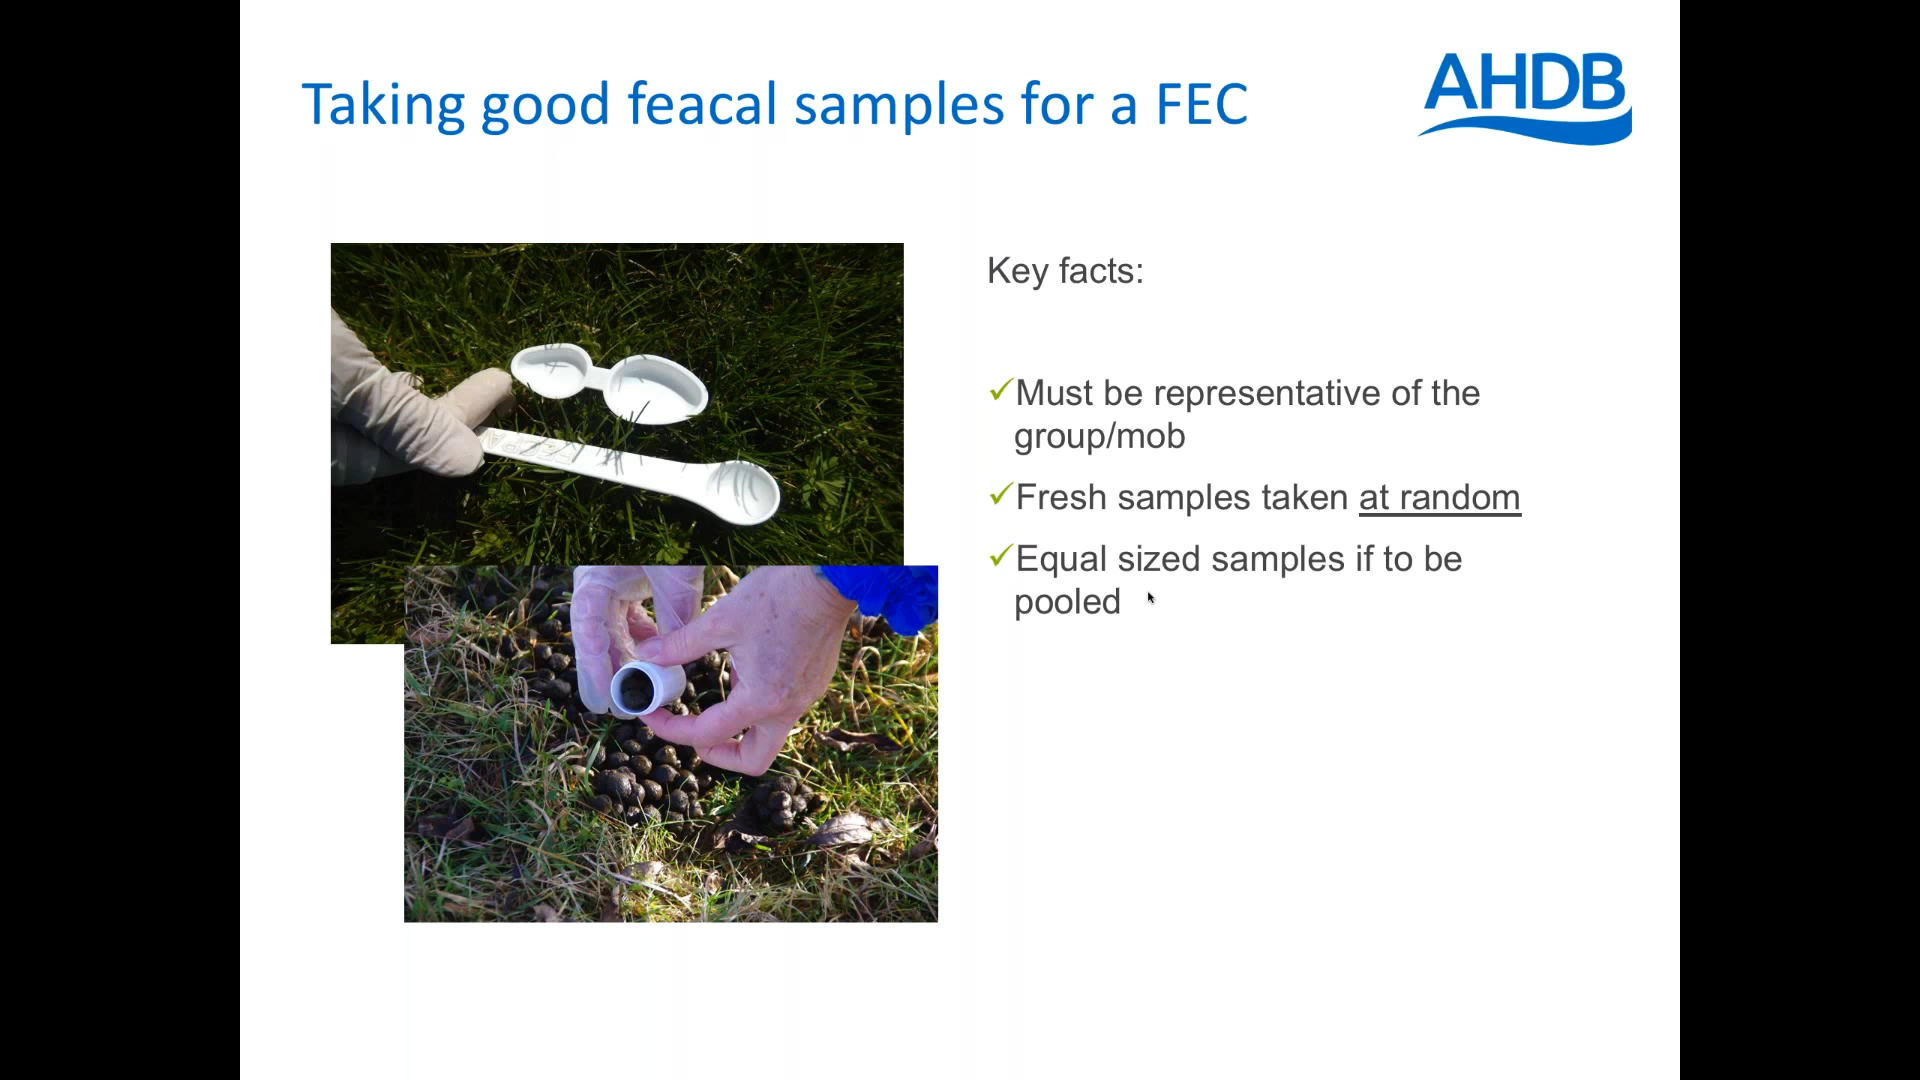 Taking good feacal samples for a FEC
AHDB
Key facts:
✓Must be representative of the
group/mob
✓Fresh samples taken at random
✓Equal sized samples if to be
pooled